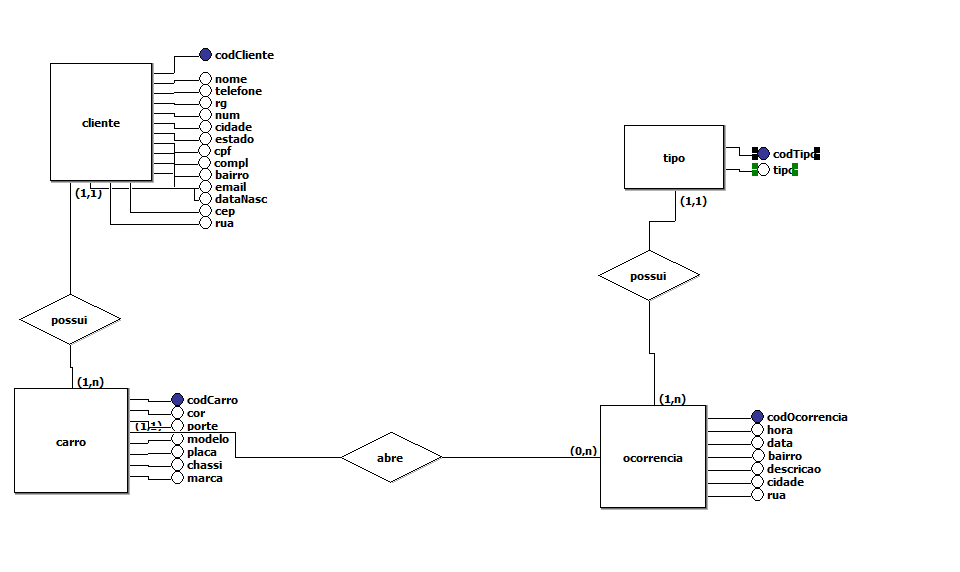 codCliente
cliente
nome
telefone
rg
num
cidade
estado
cpf
compl
bairro
email
dataNasc
cep
rua
(1,1)
possui
(1,n)
carro
codCarro
cor
porte
(1,1)
modelo
placa
chassi
marca
abre
(0,n)
tipo
codTipo
tipo
(1,1)
possui
(1,n)
ocorrencia
codOcorrencia
hora
data
bairro
descricao
cidade
rua